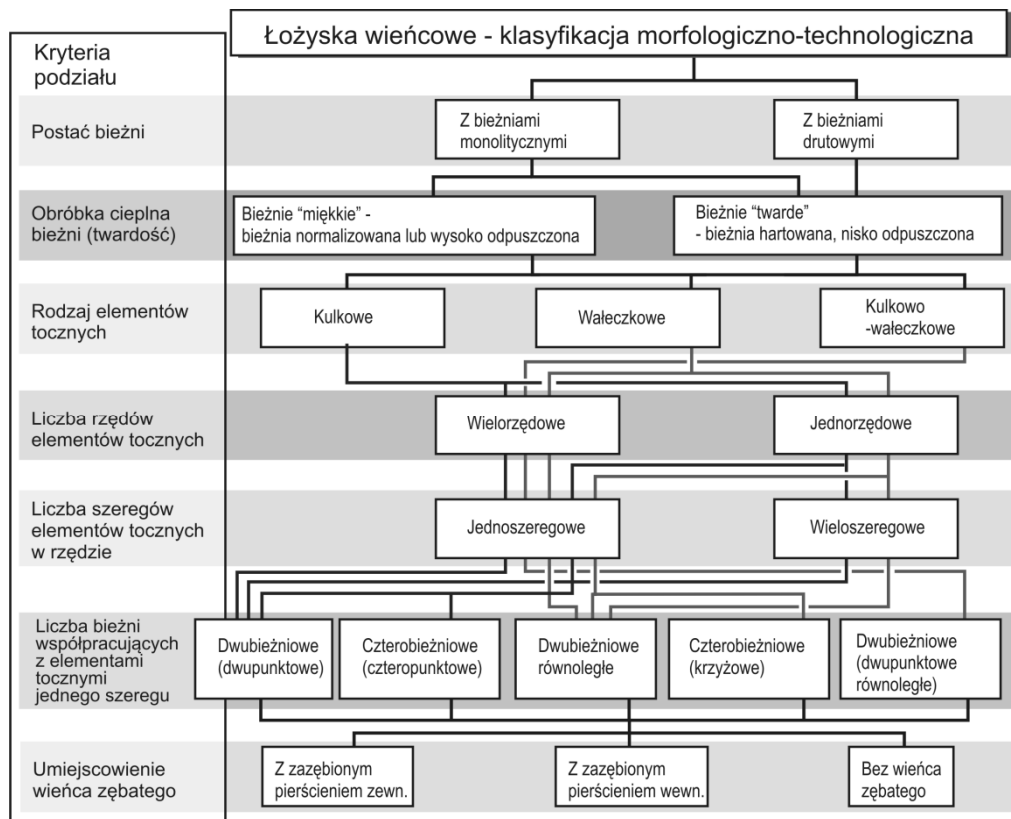 Łożyska wieńcowe - klasyfikacja morfologiczno-technologiczna
Kryteria
podziału
Postać bieżni
Z bieżniami
monolitycznymi
Z bieżniami
drutowymi
Obróbka cieplna
bieżni (twardość)
Bieżnie “miękkie” -
bieżnia normalizowana lub wysoko odpuszczona
Bieżnie “twarde”
- bieżnia hartowana, nisko odpuszczona
Rodzaj elementów
tocznych
Kulkowe
Wałeczkowe
Kulkowo
-wałeczkowe
Liczba rzędów
elementów tocznych
Wielorzędowe
Jednorzędowe
Liczba szeregów
elementów tocznych
w rzędzie
Jednoszeregowe
Wieloszeregowe
Liczba bieżni
współpracujących
z elementami
tocznymi
jednego szeregu
Dwubieżniowe
(dwupunktowe)
Czterobieżniowe
(czteropunktowe)
Dwubieżniowe
równoległe
Czterobieżniowe
(krzyżowe)
Dwubieżniowe
(dwupunktowe
równoległe)
Umiejscowienie
wieńca zębatego
Z zazębionym
pierścieniem zewn.
Z zazębionym
pierścieniem wewn.
Bez wieńca
zębatego